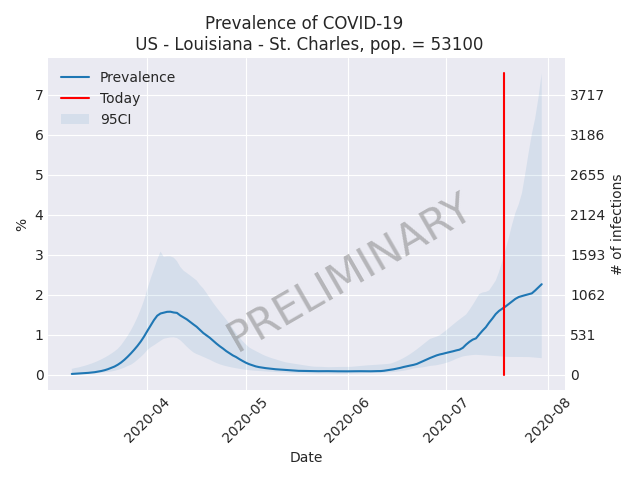 Prevalence of COVID-19
US - Louisiana - St. Charles, pop. = 53100
Prevalence
Today
95CI
7
6
5
4
3
2
1
0
%
3717
3186
2655
2124
1593
1062
531
0
# of infections
PRELIMINARY
2020-04
2020-05
2020-06
2020-07
2020-08
Date